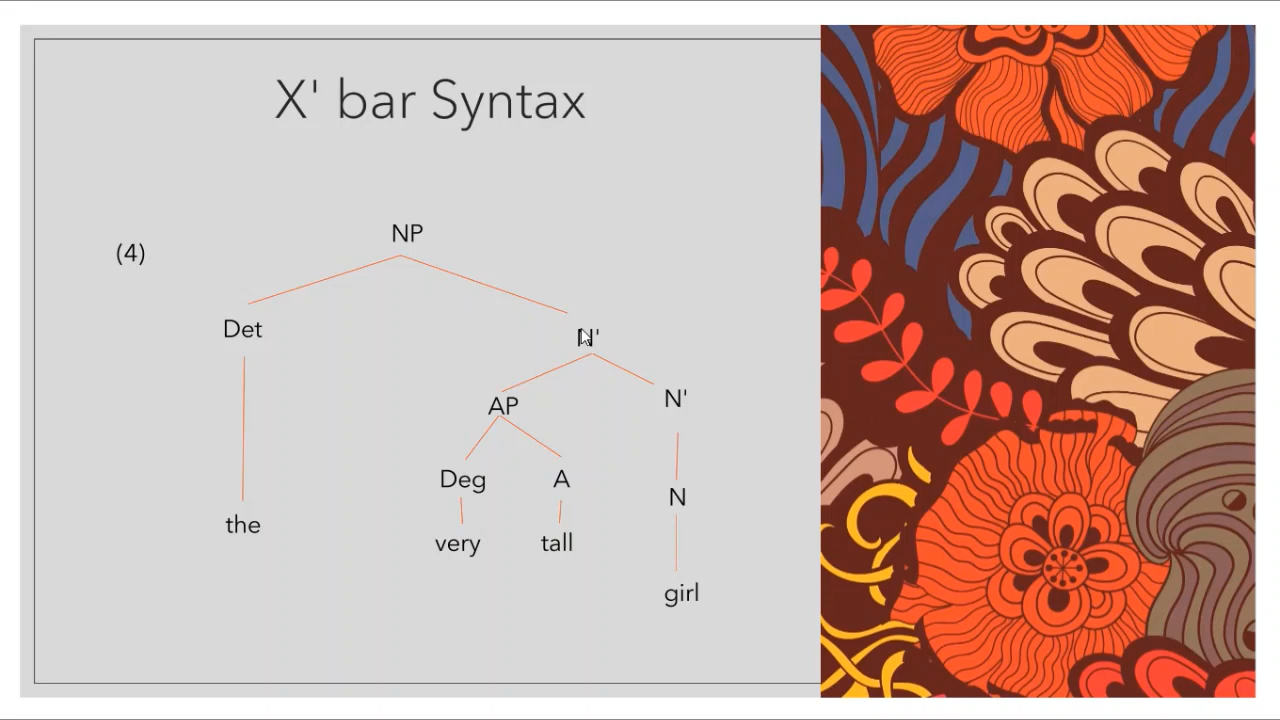 X' bar Syntax
NP
(4)
Det
N'
AP
N'
Deg
A
N
the
very
tall
girl